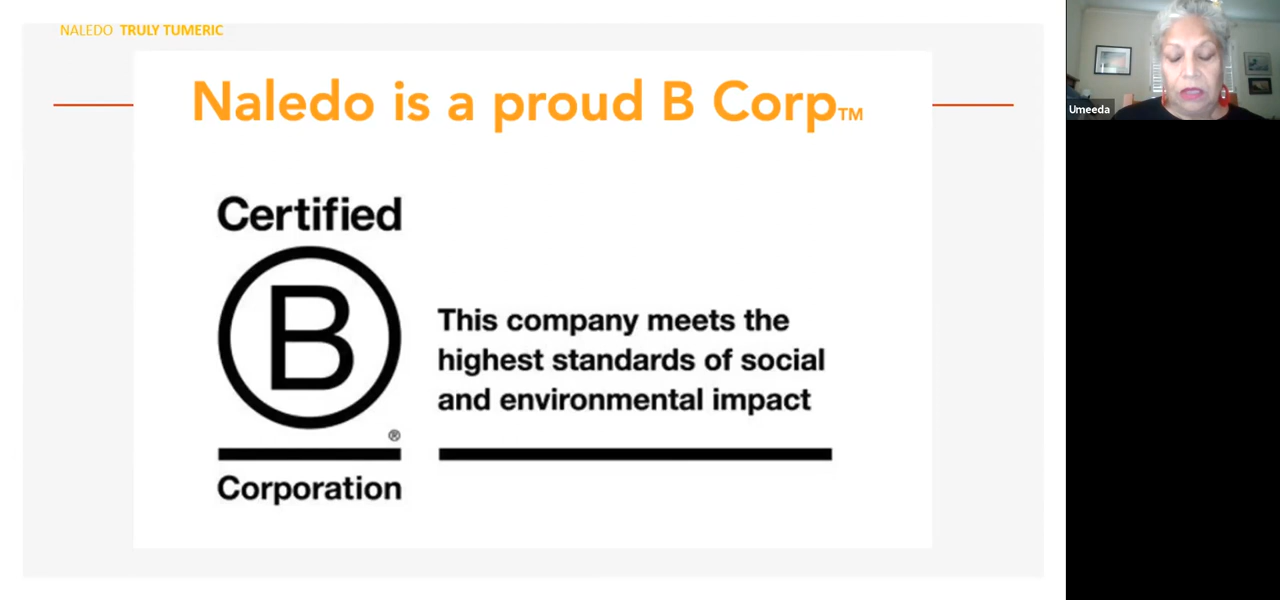 NALEDO TRULY TUMERIC
Naledo is a proud B Corp™
Certified
B
®
Corporation
This company meets the
highest standards of social
and environmental impact
Umeeda